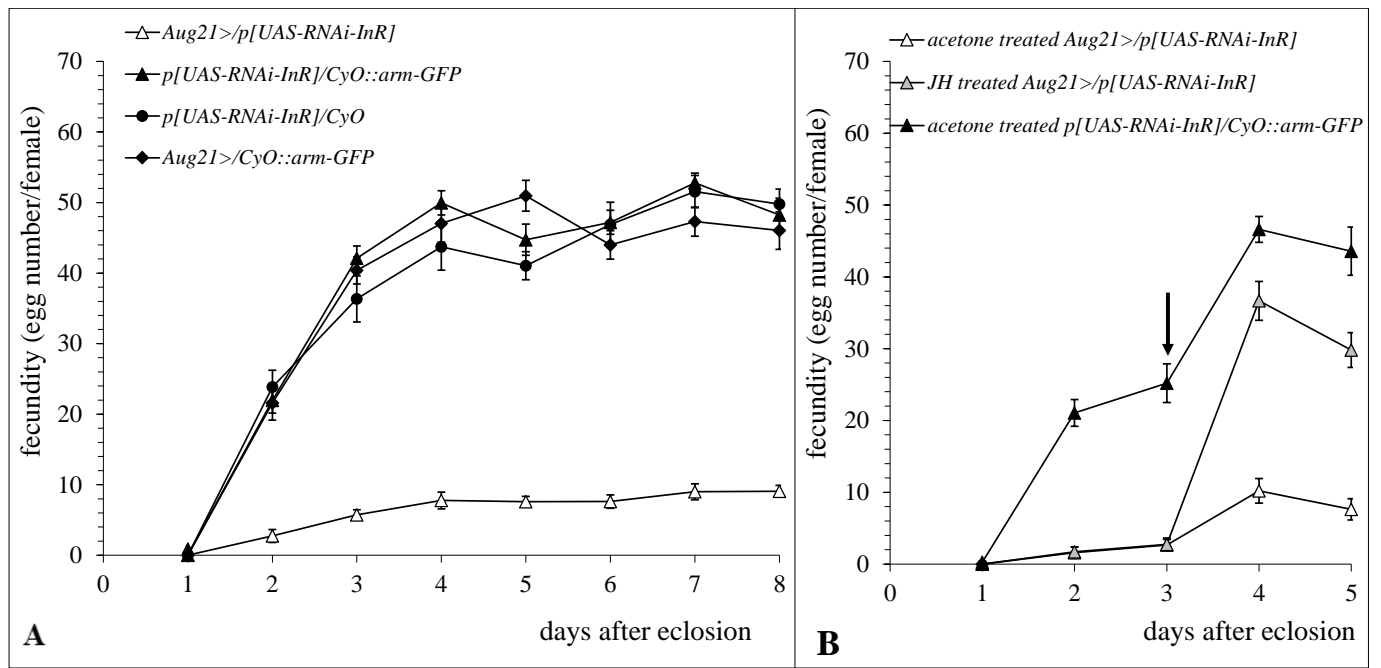 Aug21>/p[UAS-RNAi-InR]
p[UAS-RNAi-InR]/CyO::arm-GFP
p[UAS-RNAi-InR]/CyO
Aug21>/CyO::arm-GFP
fecundity (egg number/female)
70
60
50
40
30
20
10
0
0 1 2 3 4 5 6 7 8
days after eclosion
A
acetone treated Aug21>/p[UAS-RNAi-InR]
JH treated Aug21>/p[UAS-RNAi-InR]
acetone treated p[UAS-RNAi-InR]/CyO::arm-GFP
fecundity (egg number/female)
70
60
50
40
30
20
10
0
0 1 2 3 4 5
days after eclosion
B